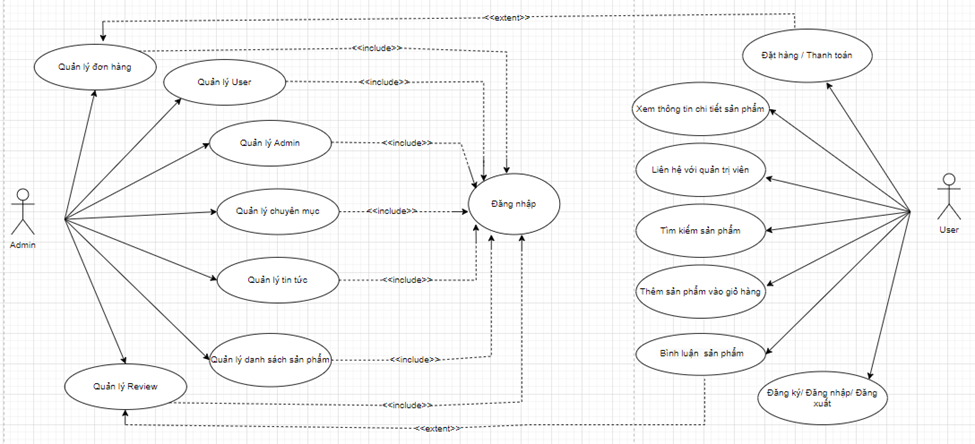 <<extent>>
<<include>>
Quản lý đơn hàng
Đặt hàng / Thanh toán
Quản lý User
<<include>>
Xem thông tin chi tiết sản phẩm
Quản lý Admin
<<include>>
Liên hệ với quản trị viên
Đăng nhập
Quản lý chuyên mục
<<include>>
Admin
User
Tìm kiếm sản phẩm
Quản lý tin tức
<<include>>
Thêm sản phẩm vào giỏ hàng
Quản lý danh sách sản phẩm
<<include>>
Bình luận sản phẩm
Quản lý Review
<<include>>
Đăng ký/ Đăng nhập/ Đăng
xuất
<<extent>>